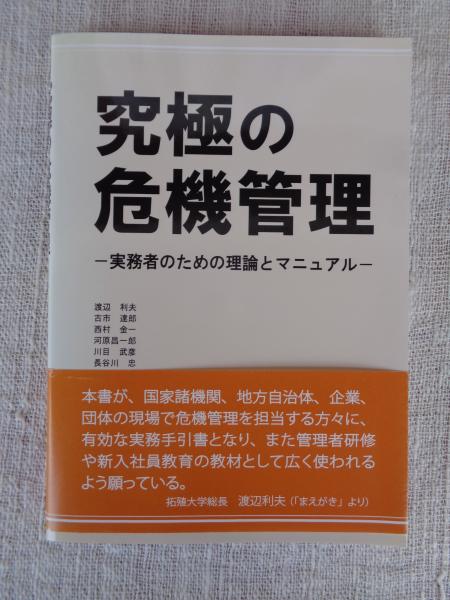 究極の
危機管理
－実務者のための理論とマニュアル－
渡辺　利夫
古市　達郎
西村　金一
河原昌一郎
川目　武彦
長谷川　忠
本書が、国家諸機関、地方自治体、企業、
団体の現場で危機管理を担当する方々に、
有効な実務手引書となり、また管理者研修
や新入社員教育の教材として広く使われる
よう願っている。
拓殖大学総長　渡辺利夫（「まえがき」より）